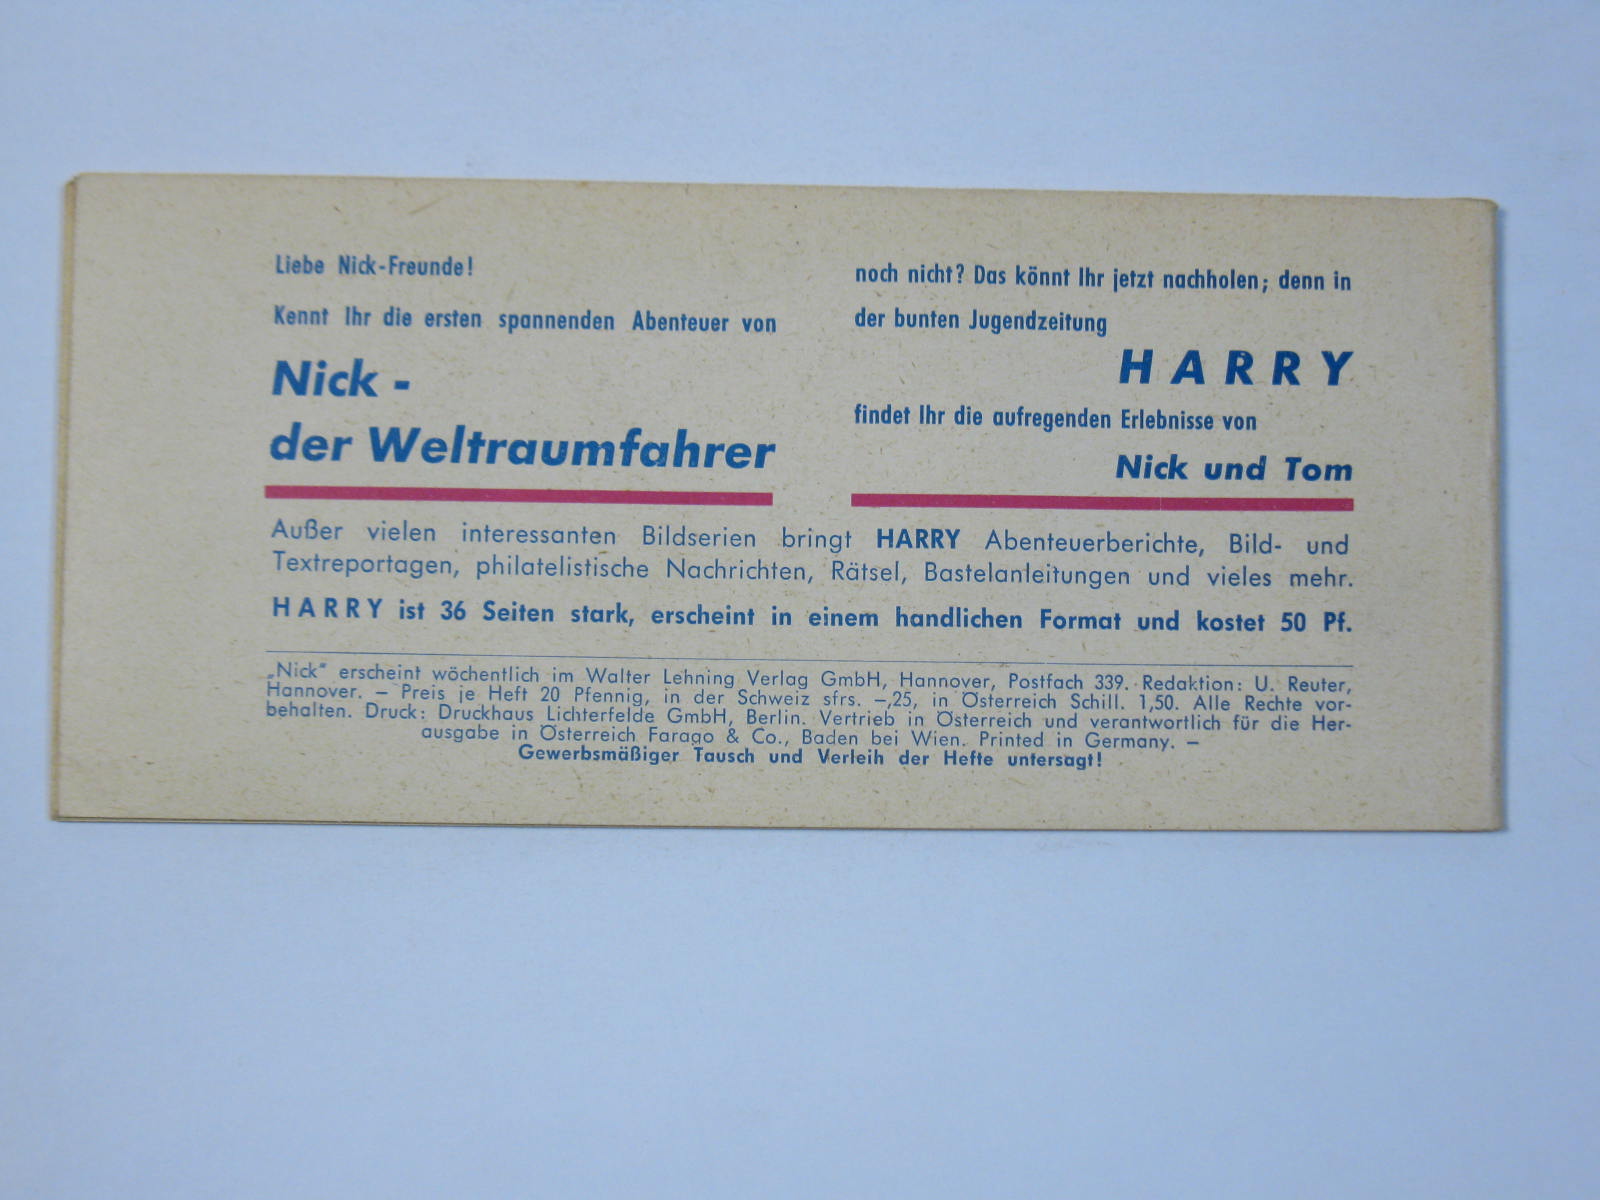 Liebe Nick-Freunde!
Kennt Ihr die ersten spannenden Abenteuer von
Nick -
der Weltraumfahrer
noch nicht? Das könnt Ihr jetzt nachholen; denn in
der bunten Jugendzeitung
HARRY
findet Ihr die aufregenden Erlebnisse von
Nick und Tom
Außer vielen interessanten Bildserien bringt HARRY Abenteuerberichte, Bild- und
Textreportagen, philatelistische Nachrichten, Rätsel, Bastelanleitungen und vieles mehr.
HARRY ist 36 Seiten stark, erscheint in einem handlichen Format und kostet 50 Pf.
„Nick“ erscheint wöchentlich im Walter Lehning Verlag GmbH, Hannover, Postfach 339. Redaktion: U. Reuter,
Hannover. – Preis je Heft 20 Pfennig, in der Schweiz sfrs. –,25, in Österreich Schill. 1,50. Alle Rechte vor-
behalten. Druck: Druckhaus Lichterfelde GmbH, Berlin. Vertrieb in Österreich und verantwortlich für die Her-
ausgabe in Österreich Farago & Co., Baden bei Wien. Printed in Germany. –
Gewerbsmäßiger Tausch und Verleih der Hefte untersagt!